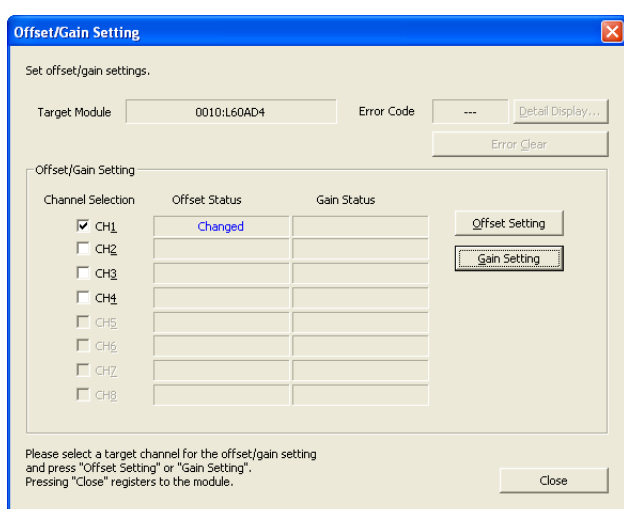 Offset/Gain Setting
Set offset/gain settings.
Target Module 0010:L60AD4 Error Code --- Detail Display...
Error Clear
Offset/Gain Setting
Channel Selection Offset Status Gain Status
CH1 Changed Offset Setting
CH2
Gain Setting
CH3
CH4
CH5
CH6
CH7
CH8
Please select a target channel for the offset/gain setting
and press "Offset Setting" or "Gain Setting".
Pressing "Close" registers to the module.
Close